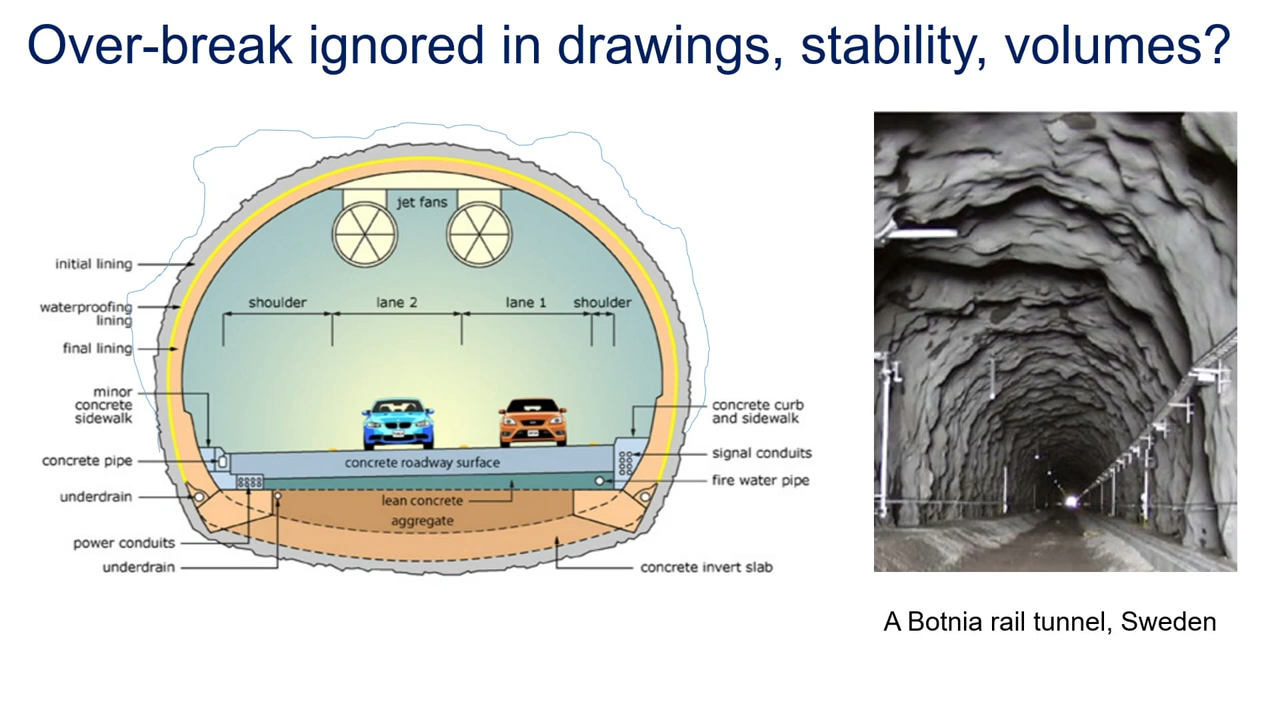 Over-break ignored in drawings, stability, volumes?
jet fans
initial lining
shoulder
lane 2
lane 1
shoulder
waterproofing
lining
final lining
minor
concrete
sidewalk
concrete curb
and sidewalk
concrete pipe
concrete roadway surface
signal conduits
fire water pipe
underdrain
lean concrete
aggregate
power conduits
underdrain
concrete invert slab
A Botnia rail tunnel, Sweden